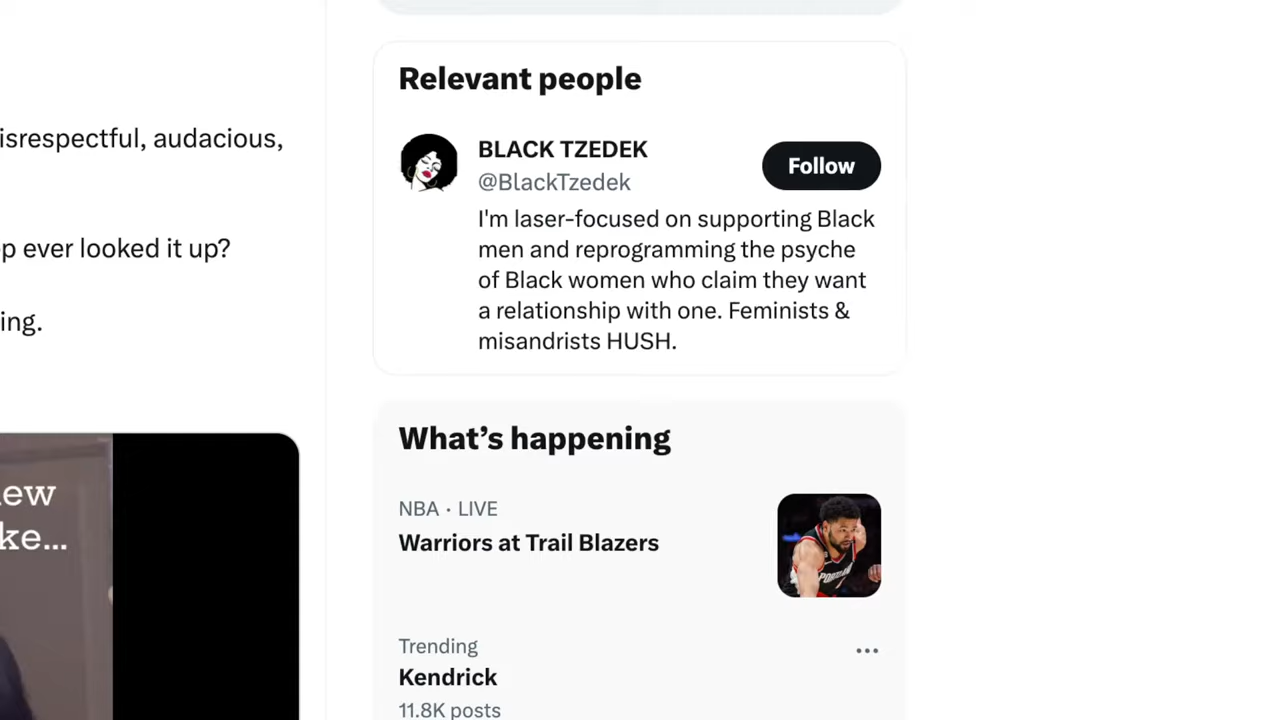 Relevant people
isrespectful, audacious,
BLACK TZEDEK
Follow
@BlackTzedek
I'm laser-focused on supporting Black
men and reprogramming the psyche
of Black women who claim they want
a relationship with one. Feminists &
misandrists HUSH.
p ever looked it up?
ing.
What's happening
ew
ke...
NBA · LIVE
Warriors at Trail Blazers
PORTLAND
Trending
Kendrick
11.8K posts